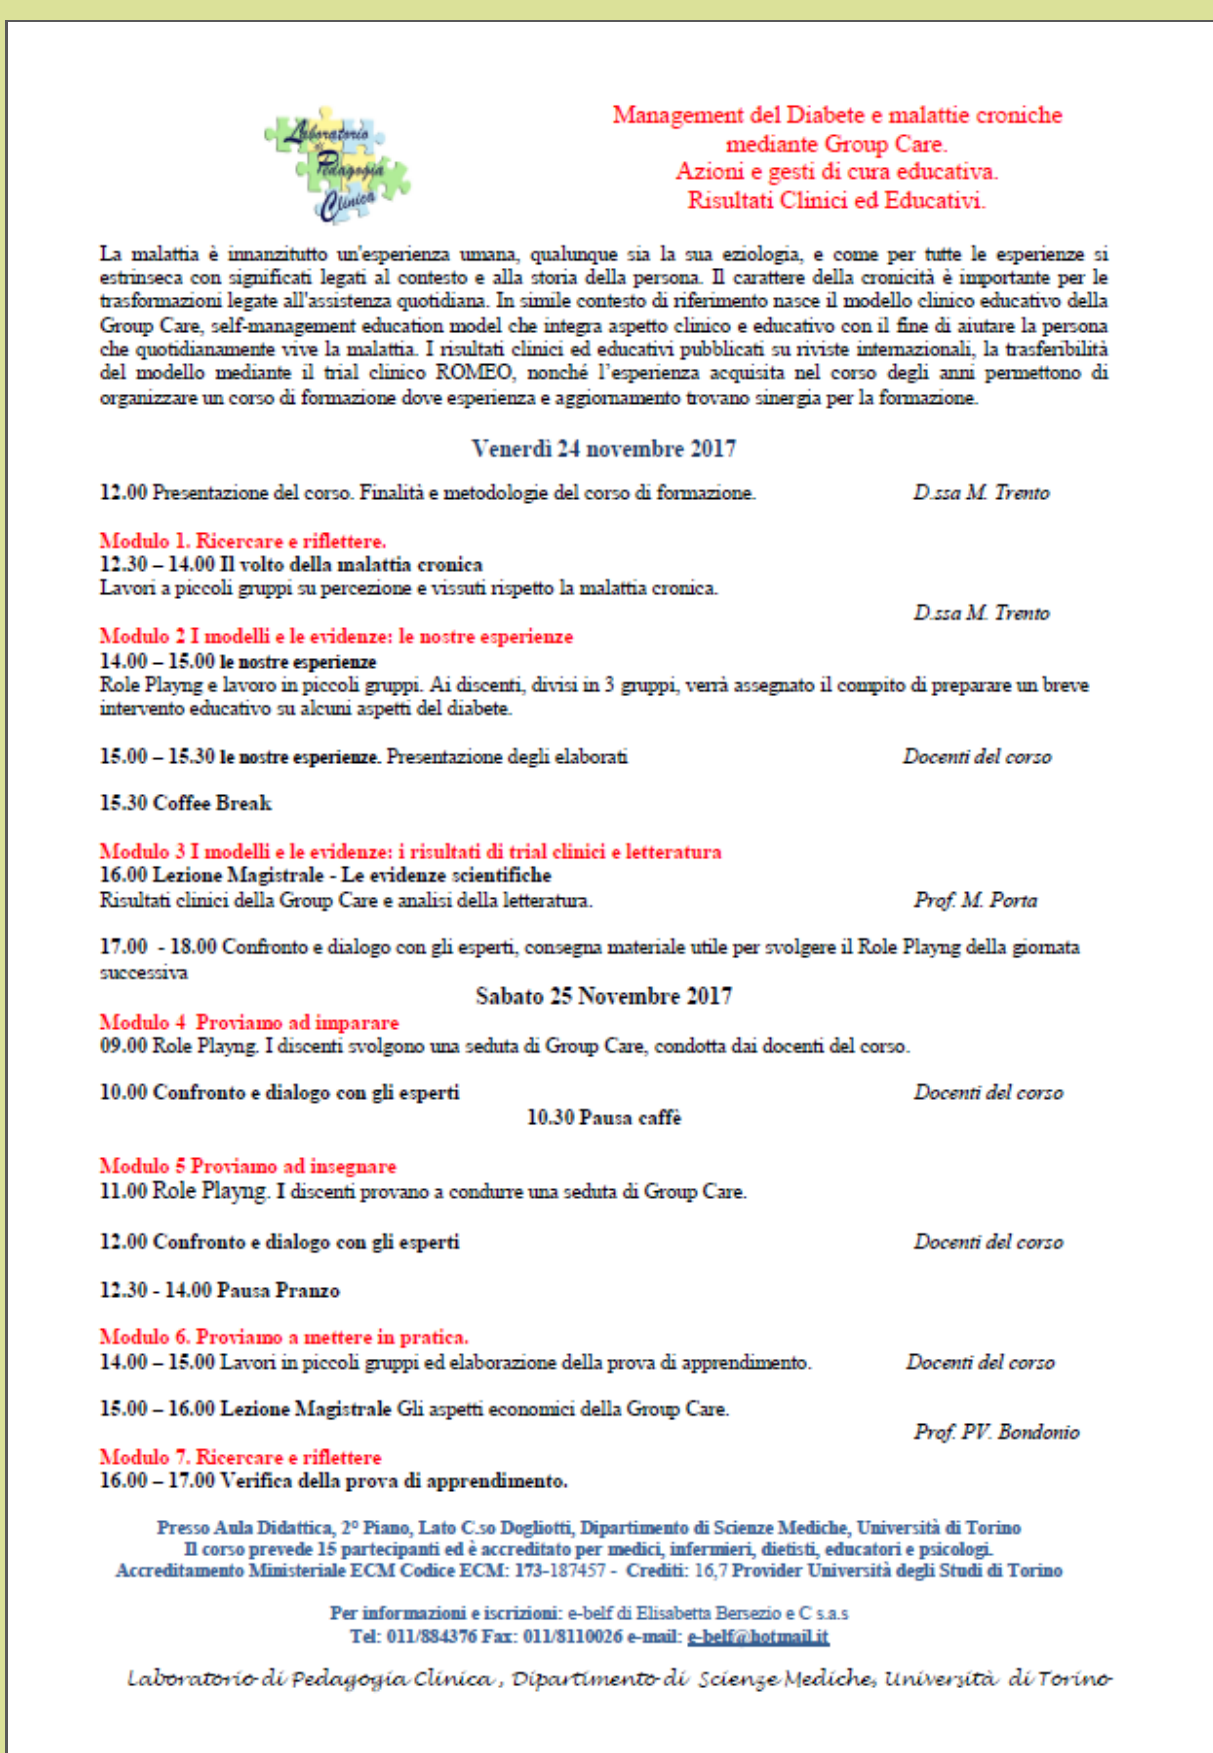 Laboratorio
di
Pedagogia
Clinica
Management del Diabete e malattie croniche
mediante Group Care.
Azioni e gesti di cura educativa.
Risultati Clinici ed Educativi.
La malattia è innanzitutto un'esperienza umana, qualunque sia la sua eziologia, e come per tutte le esperienze si
estrinseca con significati legati al contesto e alla storia della persona. Il carattere della cronicità è importante per le
trasformazioni legate all'assistenza quotidiana. In simile contesto di riferimento nasce il modello clinico educativo della
Group Care, self-management education model che integra aspetto clinico e educativo con il fine di aiutare la persona
che quotidianamente vive la malattia. I risultati clinici ed educativi pubblicati su riviste internazionali, la trasferibilità
del modello mediante il trial clinico ROMEO, nonché l'esperienza acquisita nel corso degli anni permettono di
organizzare un corso di formazione dove esperienza e aggiornamento trovano sinergia per la formazione.
Venerdì 24 novembre 2017
12.00 Presentazione del corso. Finalità e metodologie del corso di formazione. D.ssa M. Trento
Modulo 1. Ricercare e riflettere.
12.30 – 14.00 Il volto della malattia cronica
Lavori a piccoli gruppi su percezione e vissuti rispetto la malattia cronica.
D.ssa M. Trento
Modulo 2 I modelli e le evidenze: le nostre esperienze
14.00 – 15.00 le nostre esperienze
Role Playng e lavoro in piccoli gruppi. Ai discenti, divisi in 3 gruppi, verrà assegnato il compito di preparare un breve
intervento educativo su alcuni aspetti del diabete.
15.00 – 15.30 le nostre esperienze. Presentazione degli elaborati Docenti del corso
15.30 Coffee Break
Modulo 3 I modelli e le evidenze: i risultati di trial clinici e letteratura
16.00 Lezione Magistrale - Le evidenze scientifiche
Risultati clinici della Group Care e analisi della letteratura. Prof. M. Porta
17.00 - 18.00 Confronto e dialogo con gli esperti, consegna materiale utile per svolgere il Role Playng della giornata
successiva
Sabato 25 Novembre 2017
Modulo 4 Proviamo ad imparare
09.00 Role Playng. I discenti svolgono una seduta di Group Care, condotta dai docenti del corso.
10.00 Confronto e dialogo con gli esperti Docenti del corso
10.30 Pausa caffè
Modulo 5 Proviamo ad insegnare
11.00 Role Playng. I discenti provano a condurre una seduta di Group Care.
12.00 Confronto e dialogo con gli esperti Docenti del corso
12.30 - 14.00 Pausa Pranzo
Modulo 6. Proviamo a mettere in pratica.
14.00 – 15.00 Lavori in piccoli gruppi ed elaborazione della prova di apprendimento. Docenti del corso
15.00 – 16.00 Lezione Magistrale Gli aspetti economici della Group Care.
Prof. PV. Bondonio
Modulo 7. Ricercare e riflettere
16.00 – 17.00 Verifica della prova di apprendimento.
Presso Aula Didattica, 2° Piano, Lato C.so Dogliotti, Dipartimento di Scienze Mediche, Università di Torino
Il corso prevede 15 partecipanti ed è accreditato per medici, infermieri, dietisti, educatori e psicologi.
Accreditamento Ministeriale ECM Codice ECM: 173-187457 - Crediti: 16,7 Provider Università degli Studi di Torino
Per informazioni e iscrizioni: e-belf di Elisabetta Bersezio e C s.a.s
Tel: 011/884376 Fax: 011/8110026 e-mail: e-belf@hotmail.it
Laboratorio di Pedagogia Clinica , Dipartimento di Scienze Mediche, Università di Torino